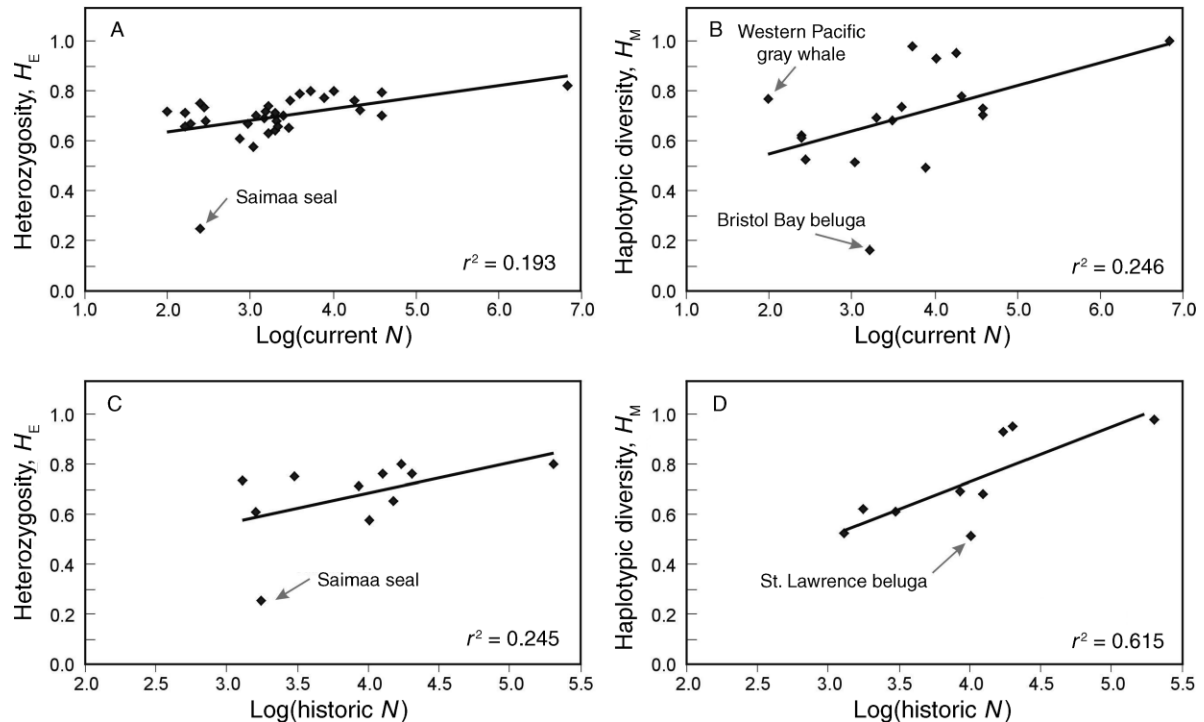 A
Heterozygosity, H_E
1.0
0.8
0.6
0.4
0.2
0.0
Saimaa seal
r² = 0.193
1.0 2.0 3.0 4.0 5.0 6.0 7.0
Log(current N)
B
Haplotypic diversity, H_M
1.0
0.8
0.6
0.4
0.2
0.0
Western Pacific
gray whale
Bristol Bay beluga
r² = 0.246
1.0 2.0 3.0 4.0 5.0 6.0 7.0
Log(current N)
C
Heterozygosity, H_E
1.0
0.8
0.6
0.4
0.2
0.0
Saimaa seal
r² = 0.245
2.0 2.5 3.0 3.5 4.0 4.5 5.0 5.5
Log(historic N)
D
Haplotypic diversity, H_M
1.0
0.8
0.6
0.4
0.2
0.0
St. Lawrence beluga
r² = 0.615
2.0 2.5 3.0 3.5 4.0 4.5 5.0 5.5
Log(historic N)